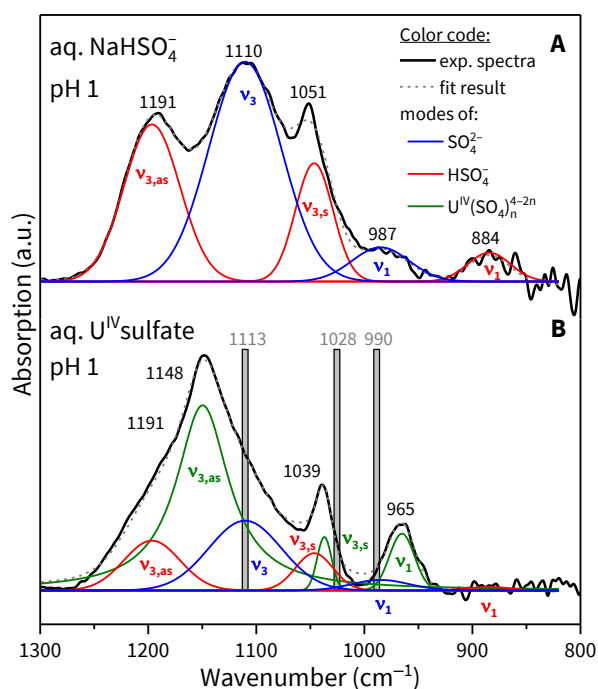 aq. NaHSO₄⁻
pH 1
A
Color code:
exp. spectra
fit result
modes of:
SO₄²⁻
HSO₄⁻
Uᴵⱽ(SO₄)ₙ⁴⁻²ⁿ
1191
1110
1051
987
884
ν₃,ₐₛ
ν₃
ν₃,ₛ
ν₁
ν₁
aq. Uᴵⱽsulfate
pH 1
B
1113
1028
990
1191
1148
1039
965
ν₃,ₐₛ
ν₃,ₐₛ
ν₃
ν₃,ₛ
ν₃,ₛ
ν₁
ν₁
ν₁
Absorption (a.u.)
1300
1200
1100
1000
900
800
Wavenumber (cm⁻¹)